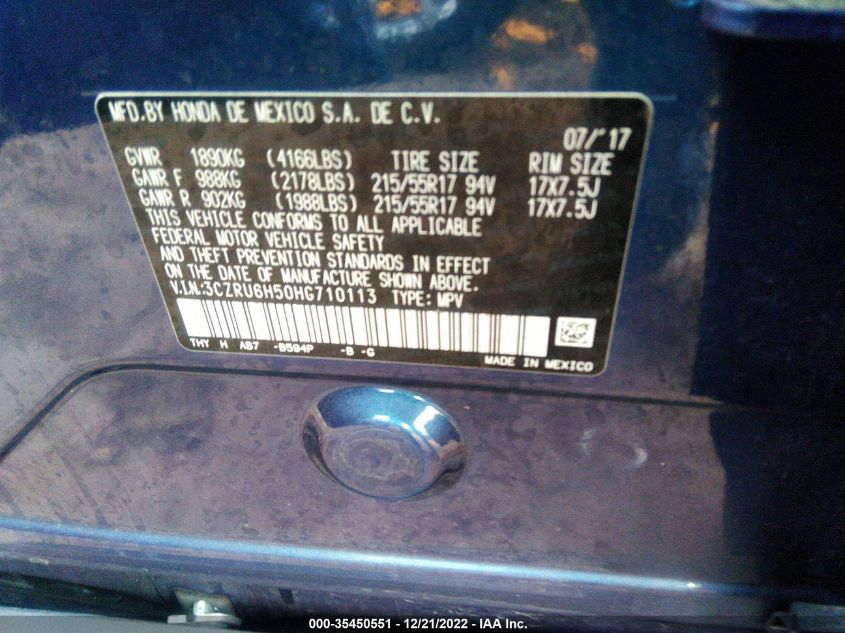 MFD.BY HONDA DE MEXICO S.A. DE C.V.
07/'17
GVWR 1890KG (4166LBS) TIRE SIZE RIM SIZE
GAWR F 988KG (2178LBS) 215/55R17 94V 17X7.5J
GAWR R 902KG (1988LBS) 215/55R17 94V 17X7.5J
THIS VEHICLE CONFORMS TO ALL APPLICABLE
FEDERAL MOTOR VEHICLE SAFETY
AND THEFT PREVENTION STANDARDS IN EFFECT
ON THE DATE OF MANUFACTURE SHOWN ABOVE.
V.I.N:3CZRU6H50HG710113 TYPE: MPV
THY H AB7 -B594P -B -G
MADE IN MEXICO
000-35450551 - 12/21/2022 - IAA Inc.